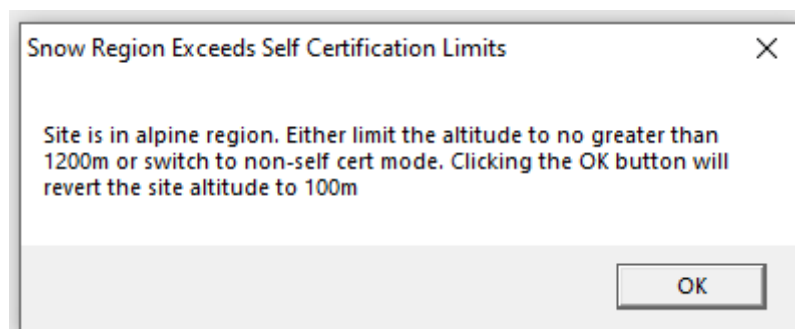 Snow Region Exceeds Self Certification Limits
Site is in alpine region. Either limit the altitude to no greater than
1200m or switch to non-self cert mode. Clicking the OK button will
revert the site altitude to 100m
OK